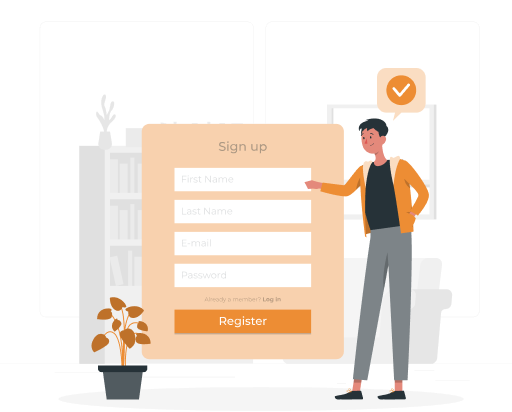 Sign up
First Name
Last Name
E-mail
Password
Already a member? Log in
Register